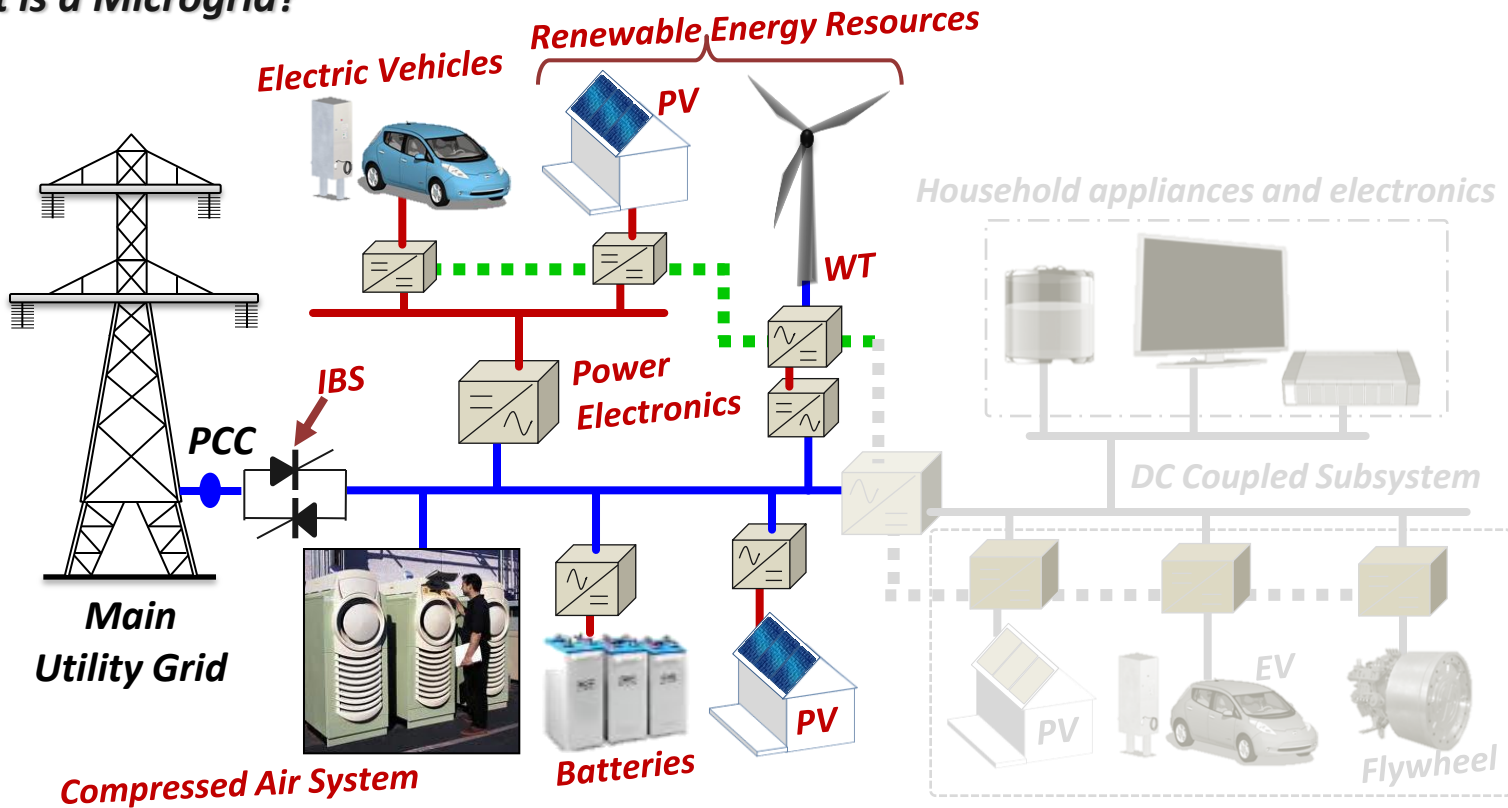 t is a Microgrid?
Renewable Energy Resources
Electric Vehicles
PV
Household appliances and electronics
WT
IBS
Power
Electronics
PCC
DC Coupled Subsystem
Main
Utility Grid
PV
EV
PV
Flywheel
Batteries
Compressed Air System